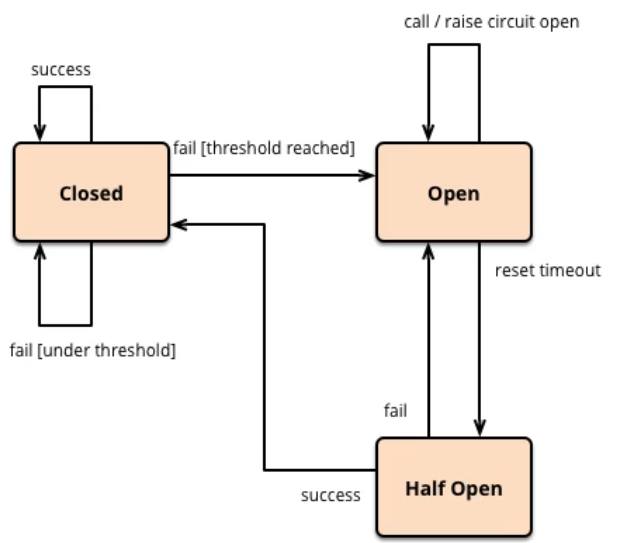 call / raise circuit open
success
fail [threshold reached]
Closed
Open
reset timeout
fail [under threshold]
fail
Half Open
success